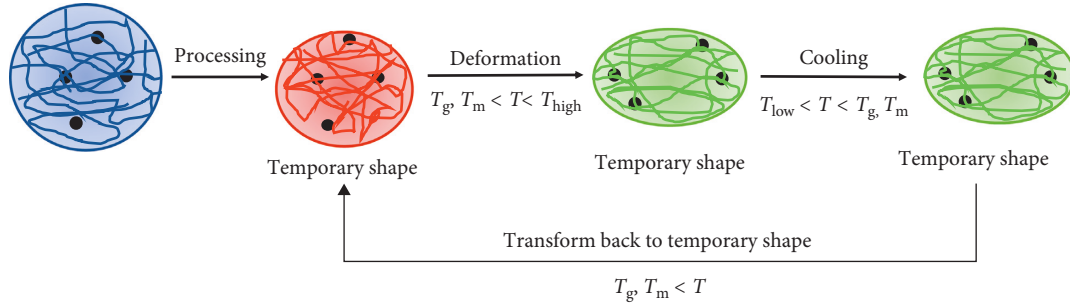 Processing
Deformation
Cooling
Tg, Tm < T < Thigh
Tlow < T < Tg, Tm
Temporary shape
Temporary shape
Temporary shape
Transform back to temporary shape
Tg, Tm < T